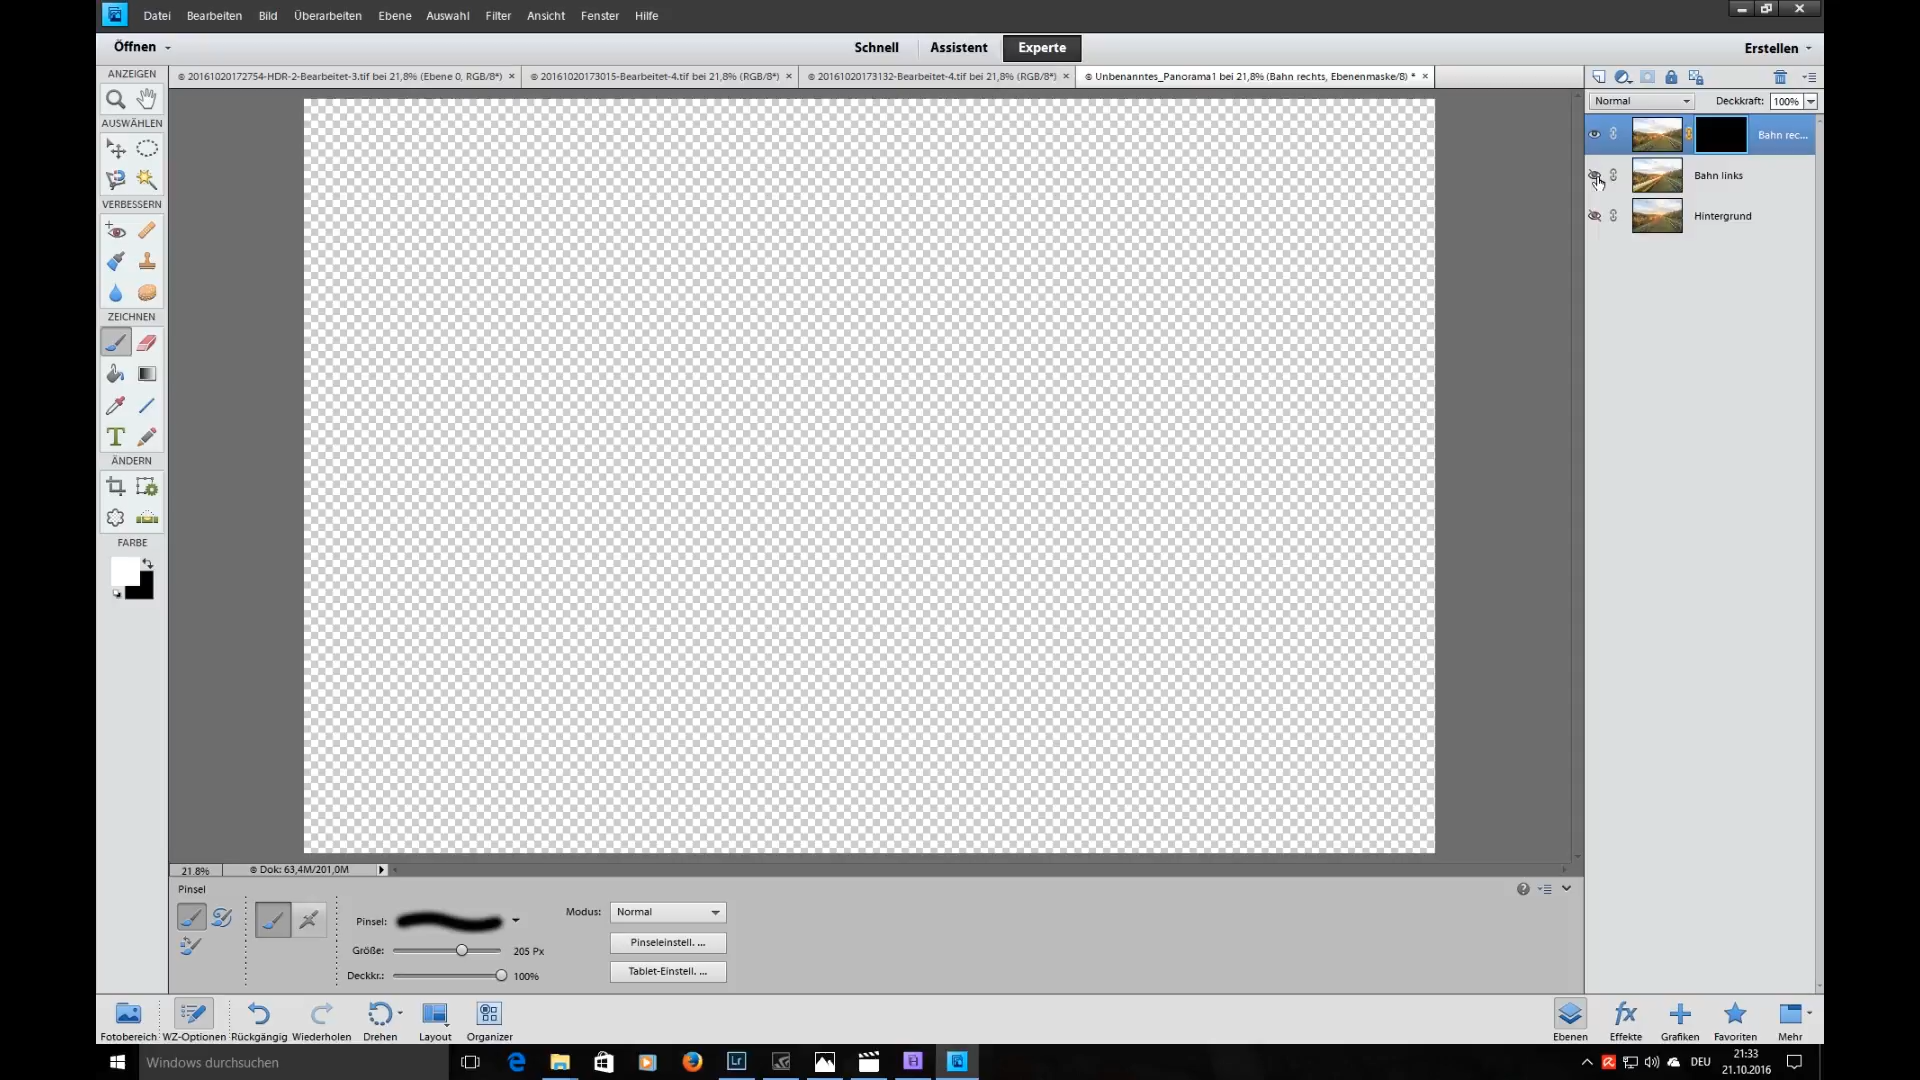 Datei Bearbeiten Bild Überarbeiten Ebene Auswahl Filter Ansicht Fenster Hilfe
Öffnen Schnell Assistent Experte Erstellen
ANZEIGEN
20161020172754-HDR-2-Bearbeitet-3.tif bei 21,8% (Ebene 0, RGB/8*) × 20161020173015-Bearbeitet-4.tif bei 21,8% (RGB/8*) × 20161020173132-Bearbeitet-4.tif bei 21,8% (RGB/8*) × Unbenanntes_Panorama1 bei 21,8% (Bahn rechts, Ebenenmaske/8) * ×
Normal Deckkraft: 100%
AUSWÄHLEN
Bahn rec...
Bahn links
VERBESSERN
Hintergrund
ZEICHNEN
T
ÄNDERN
FARBE
21,8% Dok: 63,4M/201,0M
Pinsel
Pinsel: Modus: Normal
Pinseleinstell. ...
Größe: 205 Px
Tablet-Einstell. ...
Deckkr.: 100%
fx
Fotobereich WZ-Optionen Rückgängig Wiederholen Drehen Layout Organizer Ebenen Effekte Grafiken Favoriten Mehr
Windows durchsuchen Lr DEU 21:33
21.10.2016